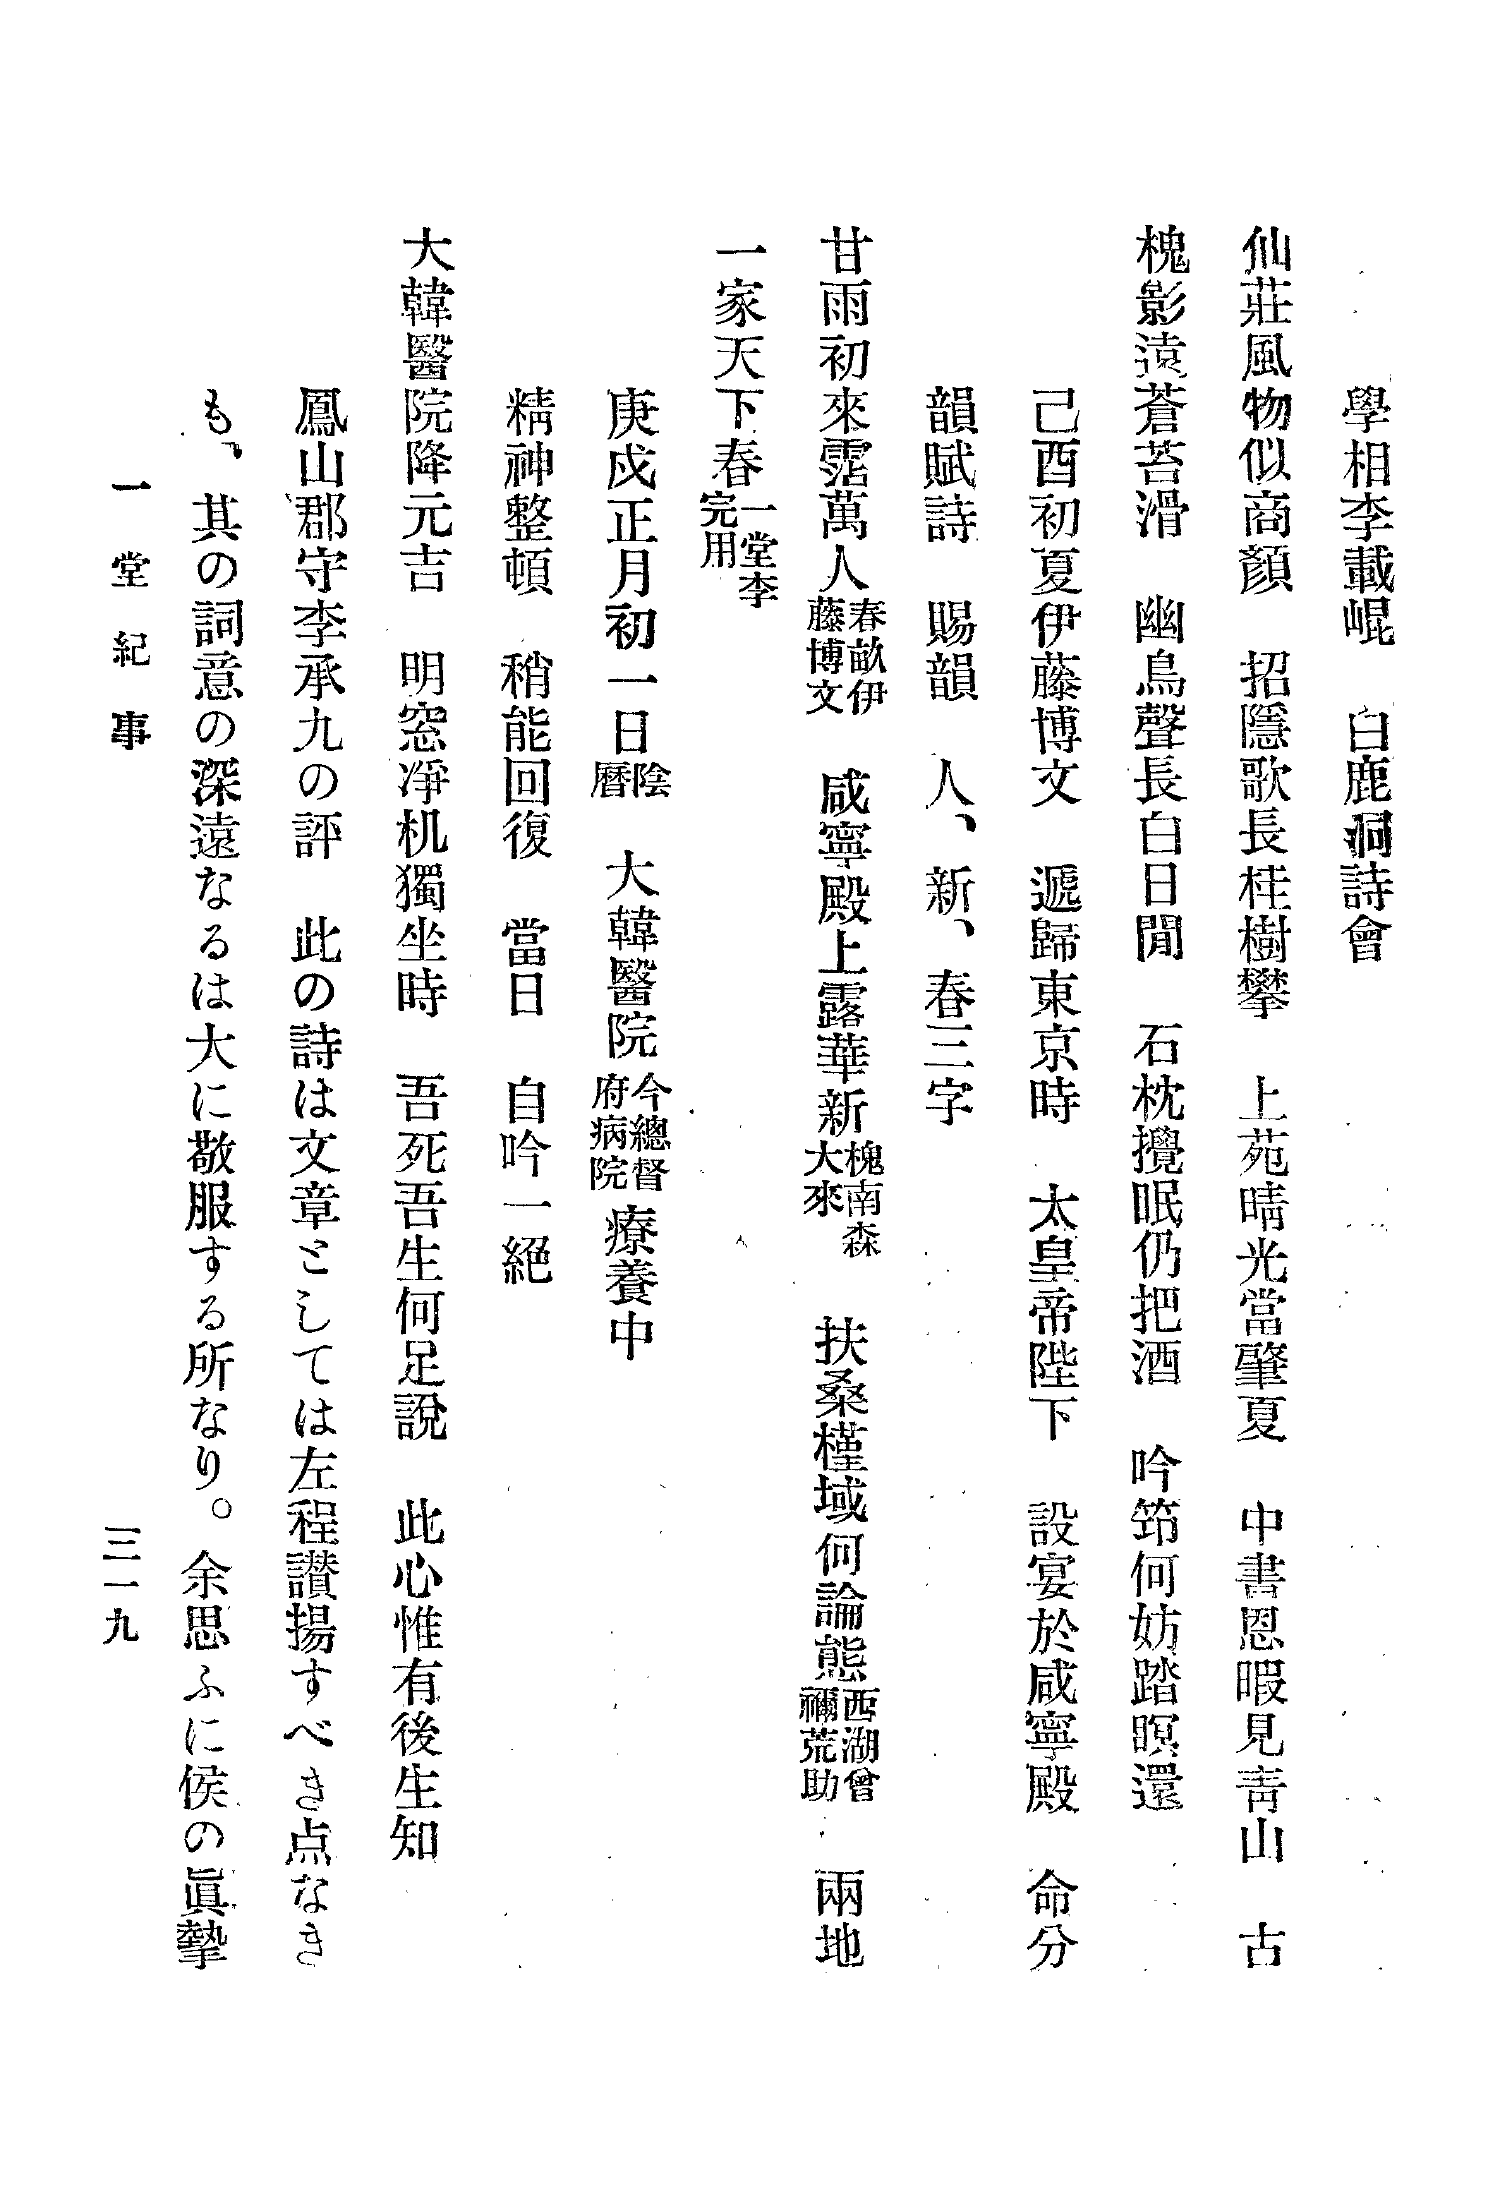 學相李載崐　白鹿洞詩會
仙莊風物似商顏　招隱歌長桂樹攀　上苑晴光當肇夏　中書恩暇見靑山　古
槐影遠蒼苔滑　幽鳥聲長白日閒　石枕攪眠仍把酒　吟筇何妨踏暝還
己酉初夏伊藤博文　遞歸東京時　太皇帝陛下　設宴於咸寧殿　命分
韻賦詩　賜韻　人、新、春三字
甘雨初來霑萬人春畝伊藤博文　咸寧殿上露華新槐南森大來　扶桑槿域何論態西湖曾禰荒助　兩地
一家天下春一堂李完用
庚戌正月初一日陰曆　大韓醫院今總督府病院療養中
精神整頓　稍能回復　當日　自吟一絕
大韓醫院降元吉　明窓凈机獨坐時　吾死吾生何足說　此心惟有後生知
鳳山郡守李承九の評　此の詩は文章としては左程讃揚すべき点なき
も、其の詞意の深遠なるは大に敬服する所なり。余思ふに侯の眞摯
一堂紀事
三一九